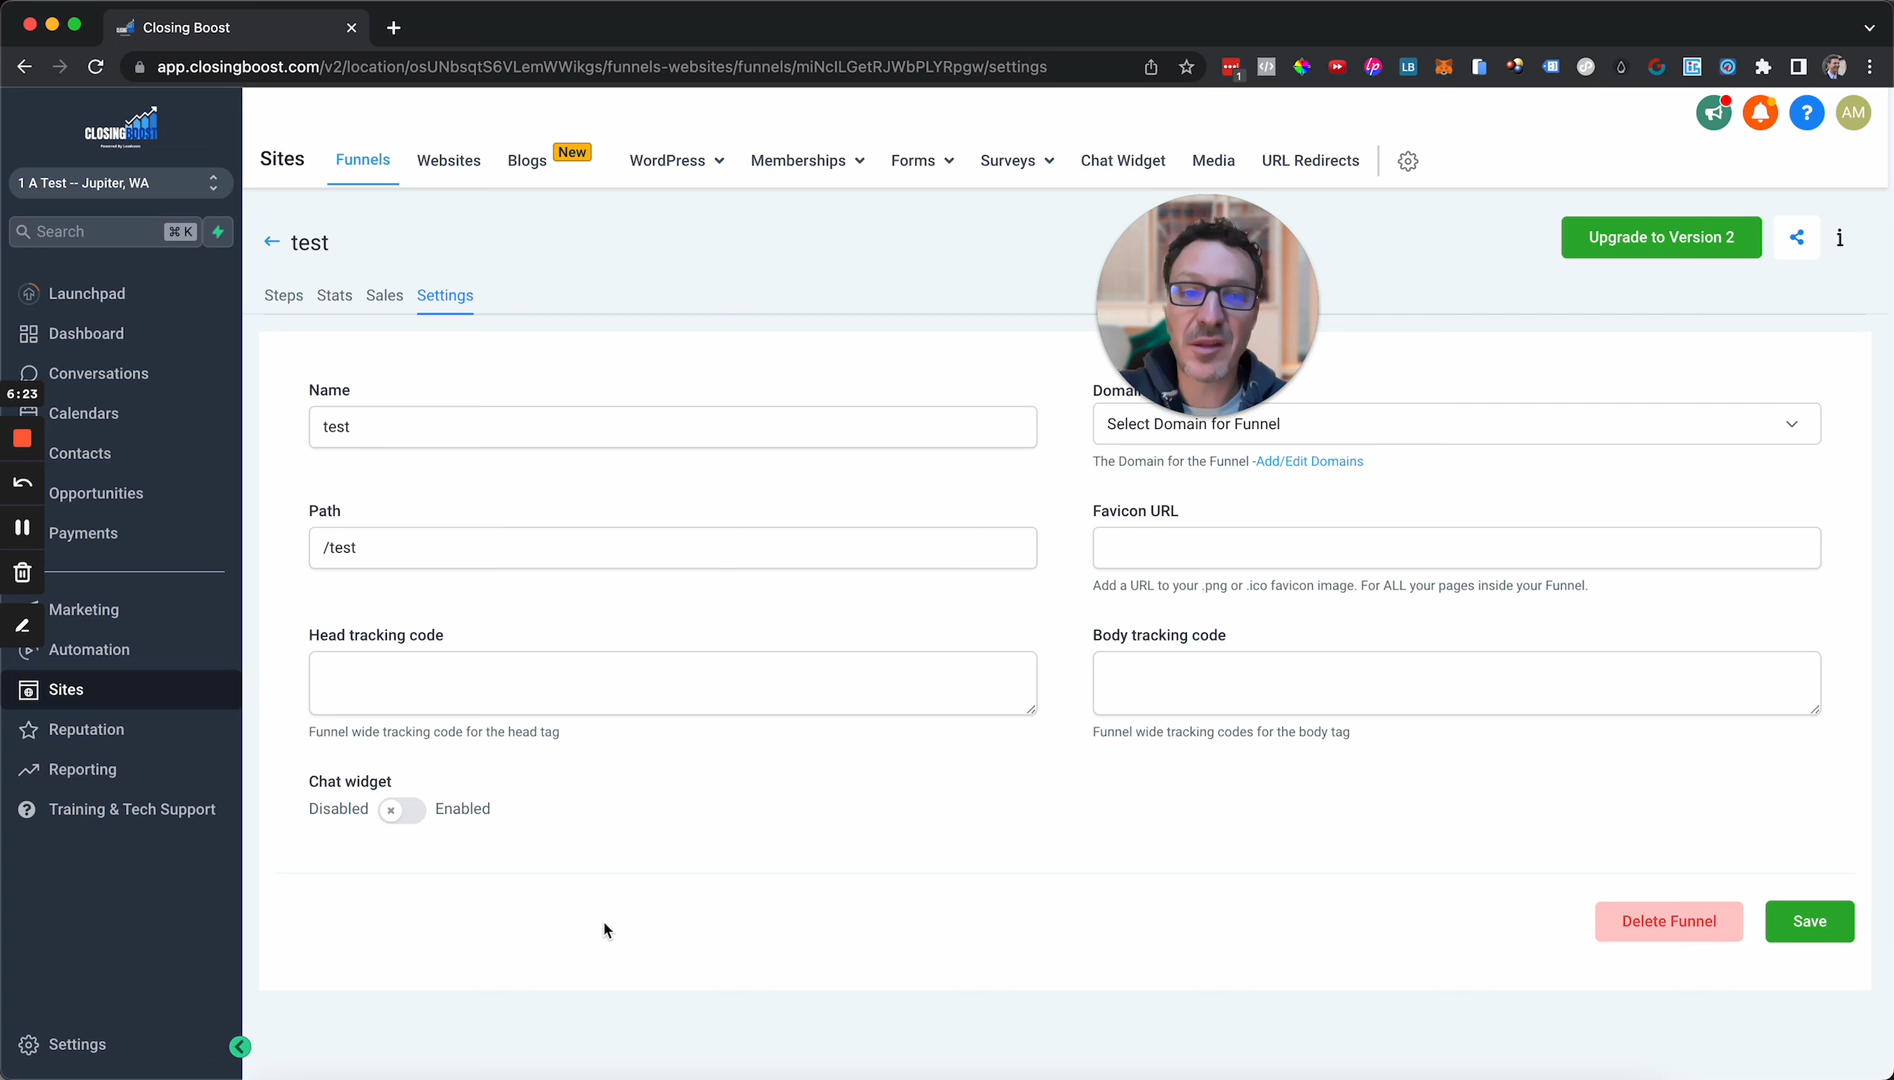 Closing Boost
app.closingboost.com/v2/location/osUNbsqtS6VLemWWikgs/funnels-websites/funnels/miNcILGetRJWbPLYRpgw/settings
1
LB
CLOSINGBOOST
1 A Test -- Jupiter, WA
Search ⌘ K
Launchpad
Dashboard
Conversations
6:23
Calendars
Contacts
Opportunities
Payments
Marketing
Automation
Sites
Reputation
Reporting
Training & Tech Support
Settings
AM
Sites Funnels Websites Blogs New WordPress Memberships Forms Surveys Chat Widget Media URL Redirects
test
Upgrade to Version 2
Steps Stats Sales Settings
Name
test
Domai
Select Domain for Funnel
The Domain for the Funnel -Add/Edit Domains
Path
/test
Favicon URL
Add a URL to your .png or .ico favicon image. For ALL your pages inside your Funnel.
Head tracking code
Funnel wide tracking code for the head tag
Body tracking code
Funnel wide tracking codes for the body tag
Chat widget
Disabled Enabled
Delete Funnel
Save